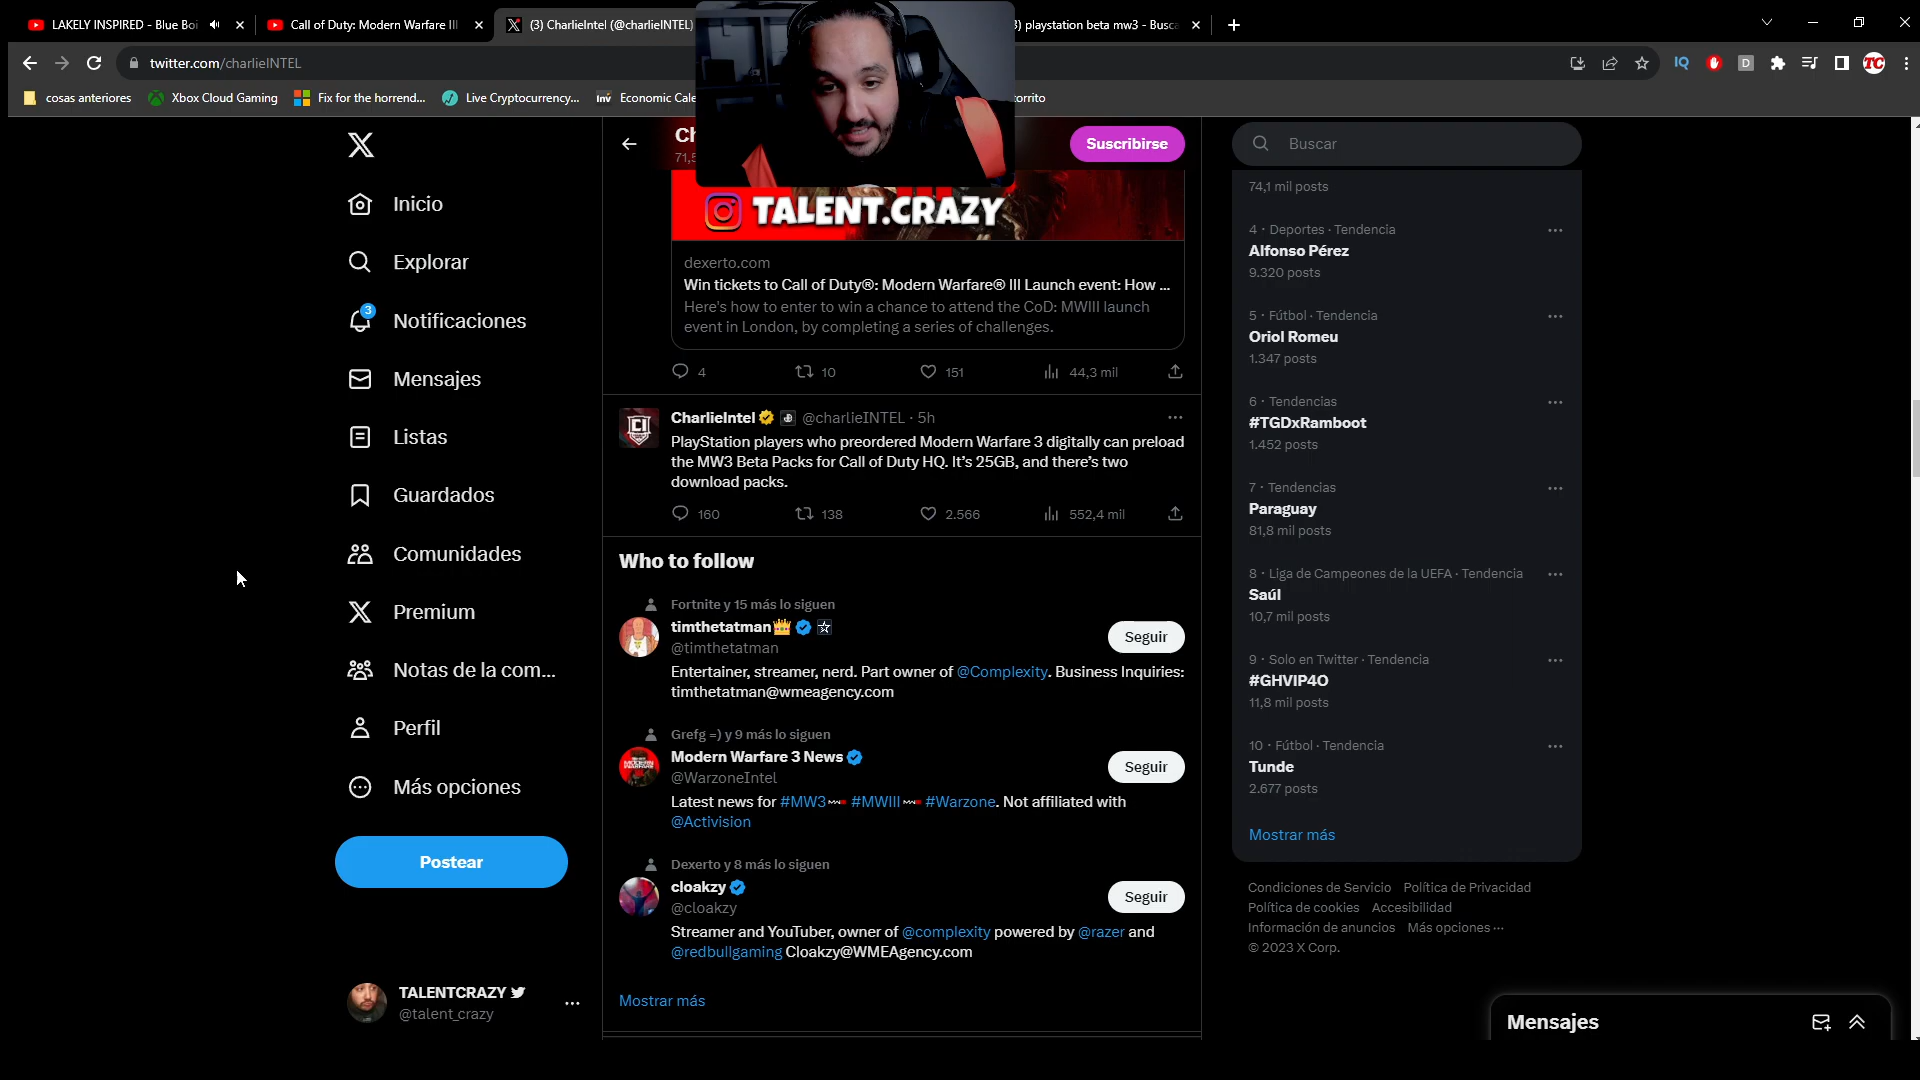 LAKELY INSPIRED - Blue Boi
Call of Duty: Modern Warfare III
(3) CharlieIntel (@charlieINTEL)
3) playstation beta mw3 - Busca
twitter.com/charlieINTEL
cosas anteriores
Xbox Cloud Gaming
Fix for the horrend...
Live Cryptocurrency...
Inv
Economic Cale
torrito
IQ
D
TC
Inicio
Explorar
3
Notificaciones
Mensajes
Listas
Guardados
Comunidades
Premium
Notas de la com...
Perfil
Más opciones
Postear
TALENTCRAZY
@talent_crazy
Ch
71,5
Suscribirse
TALENT.CRAZY
dexerto.com
Win tickets to Call of Duty®: Modern Warfare® III Launch event: How ...
Here's how to enter to win a chance to attend the CoD: MWIII launch
event in London, by completing a series of challenges.
4 10 151 44,3 mil
CharlieIntel @charlieINTEL · 5h
CI
PlayStation players who preordered Modern Warfare 3 digitally can preload
the MW3 Beta Packs for Call of Duty HQ. It's 25GB, and there's two
download packs.
160 138 2.566 552,4 mil
Who to follow
Fortnite y 15 más lo siguen
timthetatman
@timthetatman
Seguir
Entertainer, streamer, nerd. Part owner of @Complexity. Business Inquiries:
timthetatman@wmeagency.com
Grefg =) y 9 más lo siguen
Modern Warfare 3 News
@WarzoneIntel
Seguir
Latest news for #MW3 #MWIII #Warzone. Not affiliated with
@Activision
Dexerto y 8 más lo siguen
cloakzy
@cloakzy
Seguir
Streamer and YouTuber, owner of @complexity powered by @razer and
@redbullgaming Cloakzy@WMEAgency.com
Mostrar más
Buscar
74,1 mil posts
4 · Deportes · Tendencia
Alfonso Pérez
9.320 posts
5 · Fútbol · Tendencia
Oriol Romeu
1.347 posts
6 · Tendencias
#TGDxRamboot
1.452 posts
7 · Tendencias
Paraguay
81,8 mil posts
8 · Liga de Campeones de la UEFA · Tendencia
Saúl
10,7 mil posts
9 · Solo en Twitter · Tendencia
#GHVIP4O
11,8 mil posts
10 · Fútbol · Tendencia
Tunde
2.677 posts
Mostrar más
Condiciones de Servicio Política de Privacidad
Política de cookies Accesibilidad
Información de anuncios Más opciones ···
© 2023 X Corp.
Mensajes